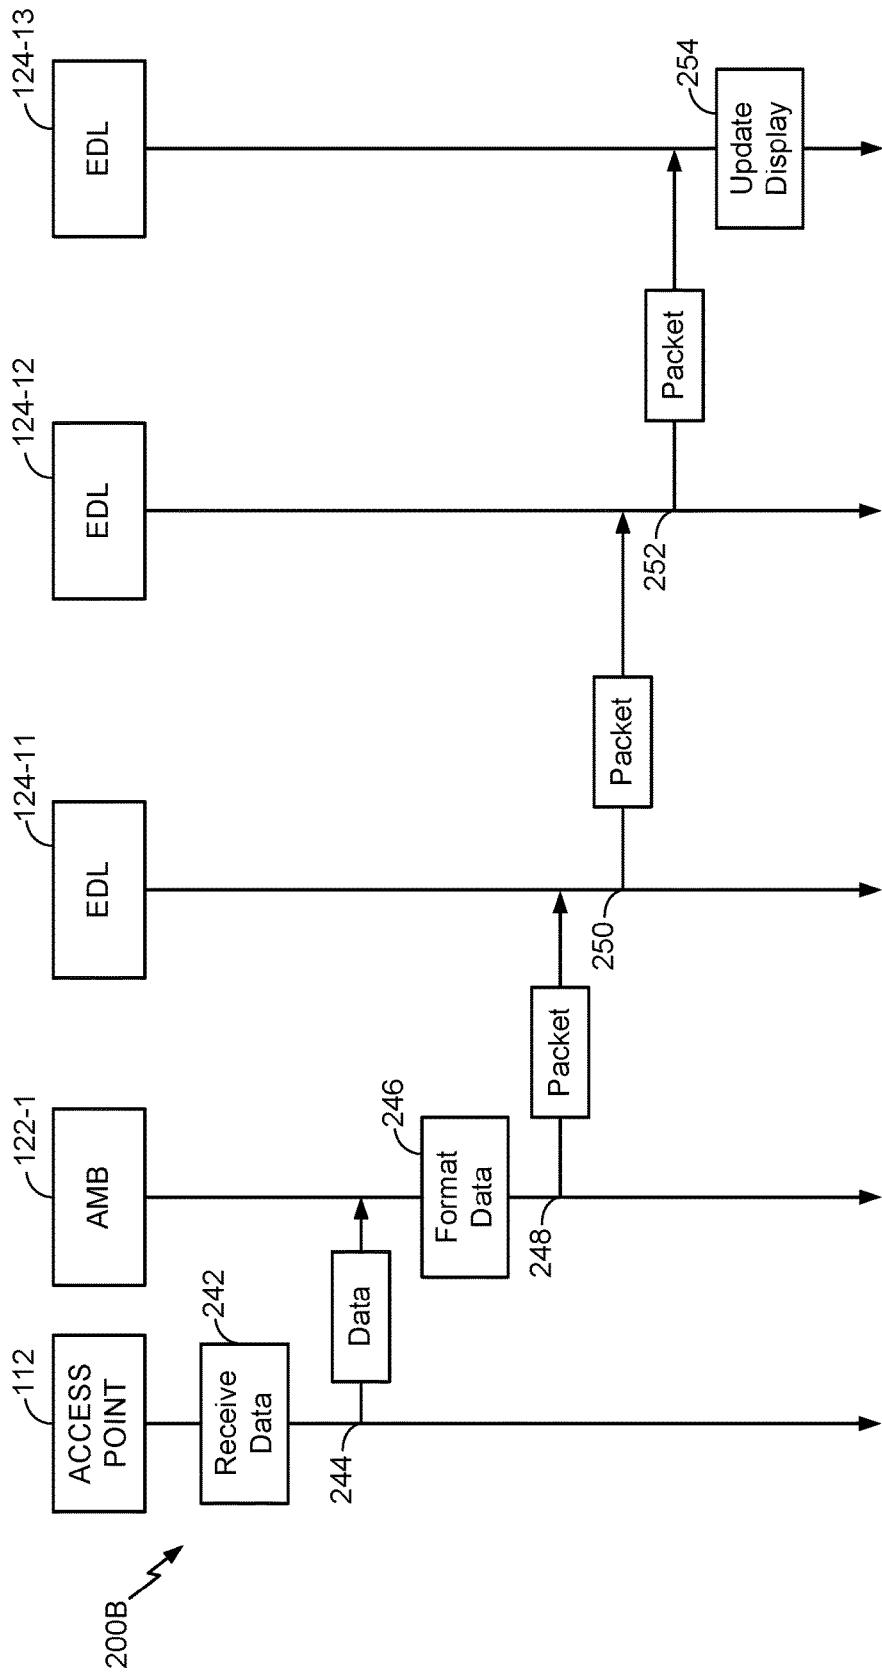 200B
112
ACCESS
POINT
122-1
AMB
124-11
EDL
124-12
EDL
124-13
EDL
242
Receive
Data
244
Data
246
Format
Data
248
Packet
250
Packet
252
Packet
254
Update
Display